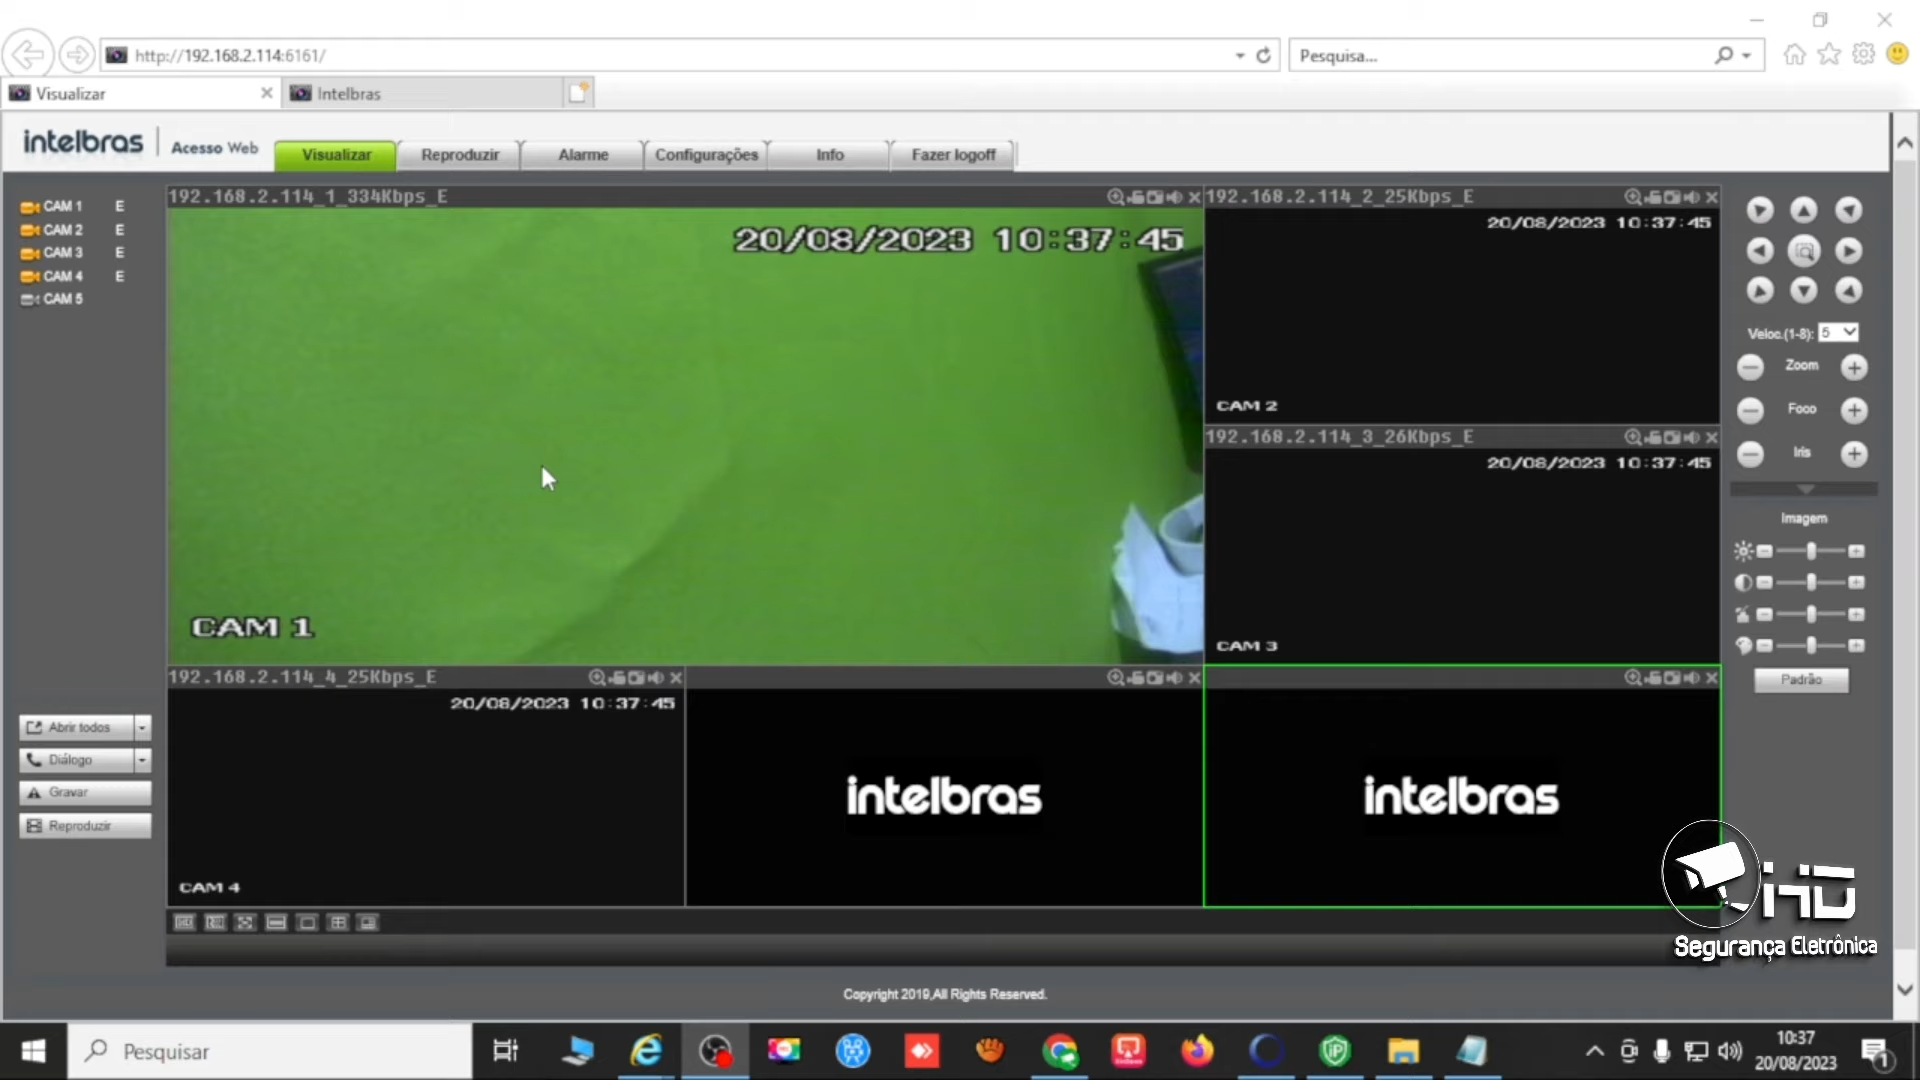 http://192.168.2.114:6161/
Pesquisa...
Visualizar
Intelbras
intelbras
Acesso Web
Visualizar
Reproduzir
Alarme
Configurações
Info
Fazer logoff
CAM 1 E
CAM 2 E
CAM 3 E
CAM 4 E
CAM 5
192.168.2.114_1_334Kbps_E
20/08/2023 10:37:45
CAM 1
192.168.2.114_2_25Kbps_E
20/08/2023 10:37:45
CAM 2
192.168.2.114_3_26Kbps_E
20/08/2023 10:37:45
CAM 3
192.168.2.114_4_25Kbps_E
20/08/2023 10:37:45
CAM 4
intelbras
intelbras
Veloc.(1-8): 5
Zoom
Foco
Iris
Imagem
Padrão
Abrir todos
Diálogo
Gravar
Reproduzir
HD
Segurança Eletrônica
Copyright 2019,All Rights Reserved.
Pesquisar
10:37
20/08/2023
1